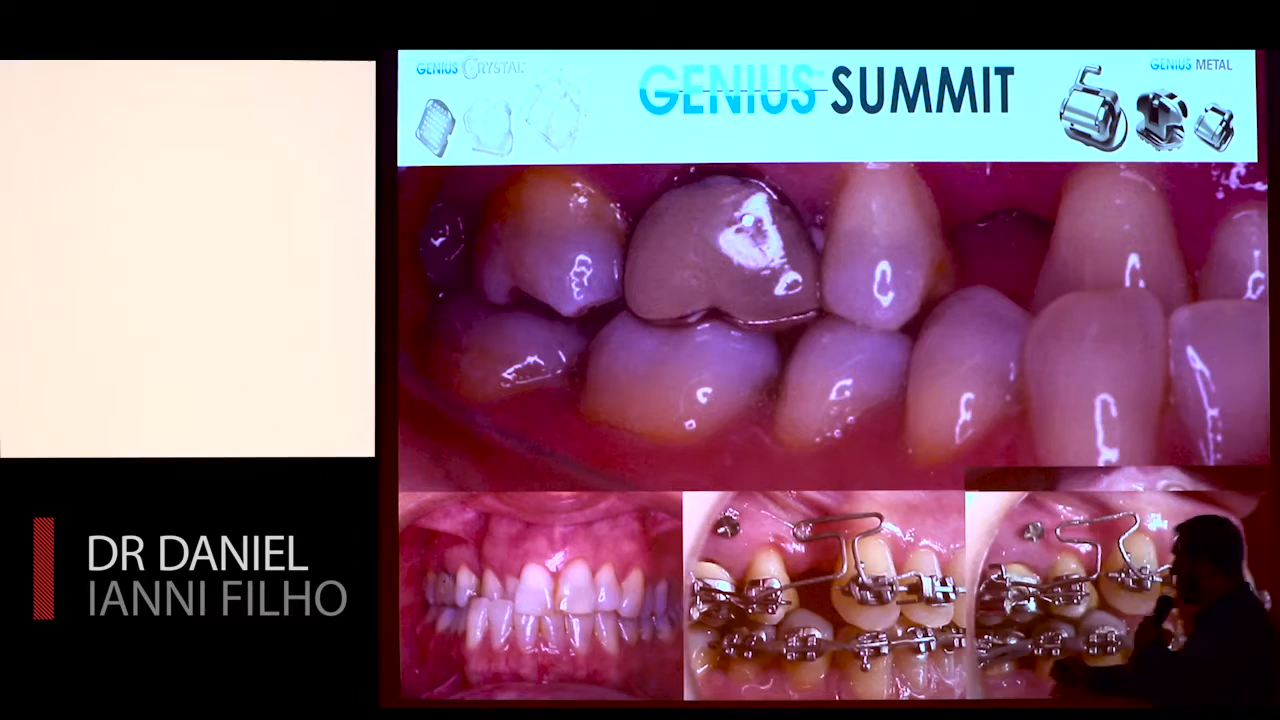 GENIUS CRYSTAL
GENIUS SUMMIT
GENIUS METAL
DR DANIEL
IANNI FILHO